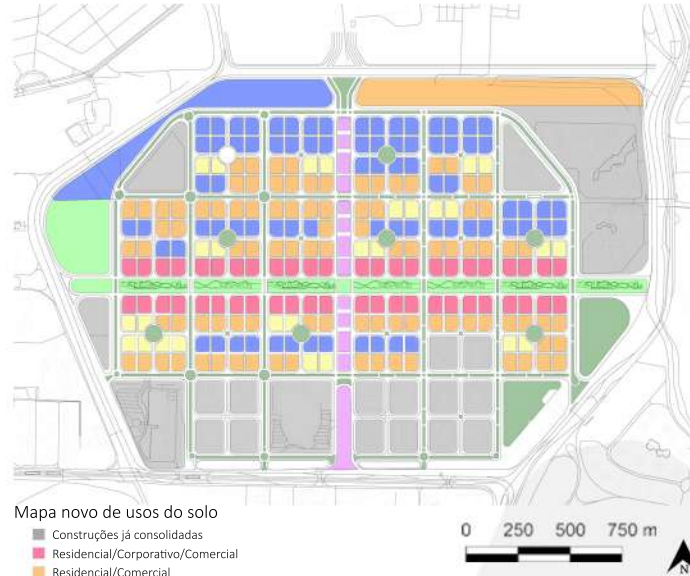 Mapa novo de usos do solo
Construções já consolidadas
Residencial/Corporativo/Comercial
Residencial/Comercial
0 250 500 750 m
N